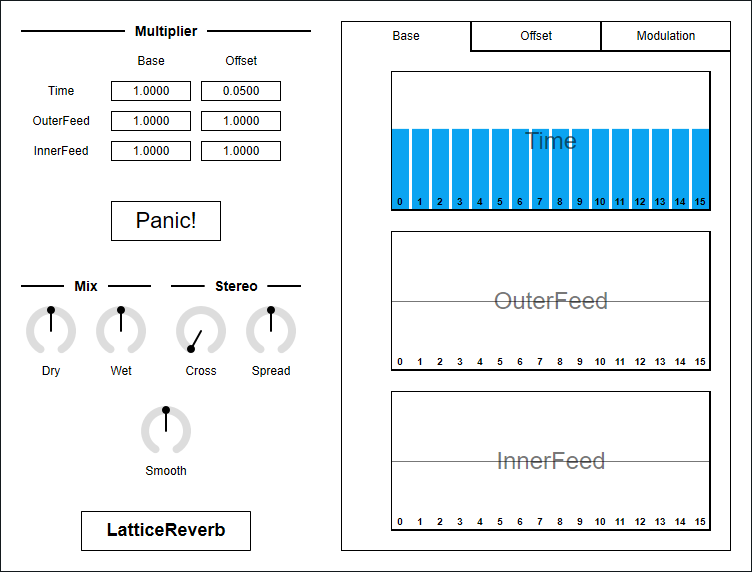 Multiplier
Base Offset
Time 1.0000 0.0500
OuterFeed 1.0000 1.0000
InnerFeed 1.0000 1.0000
Panic!
Mix Stereo
Dry Wet Cross Spread
Smooth
LatticeReverb
Base Offset Modulation
Time
0 1 2 3 4 5 6 7 8 9 10 11 12 13 14 15
OuterFeed
0 1 2 3 4 5 6 7 8 9 10 11 12 13 14 15
InnerFeed
0 1 2 3 4 5 6 7 8 9 10 11 12 13 14 15